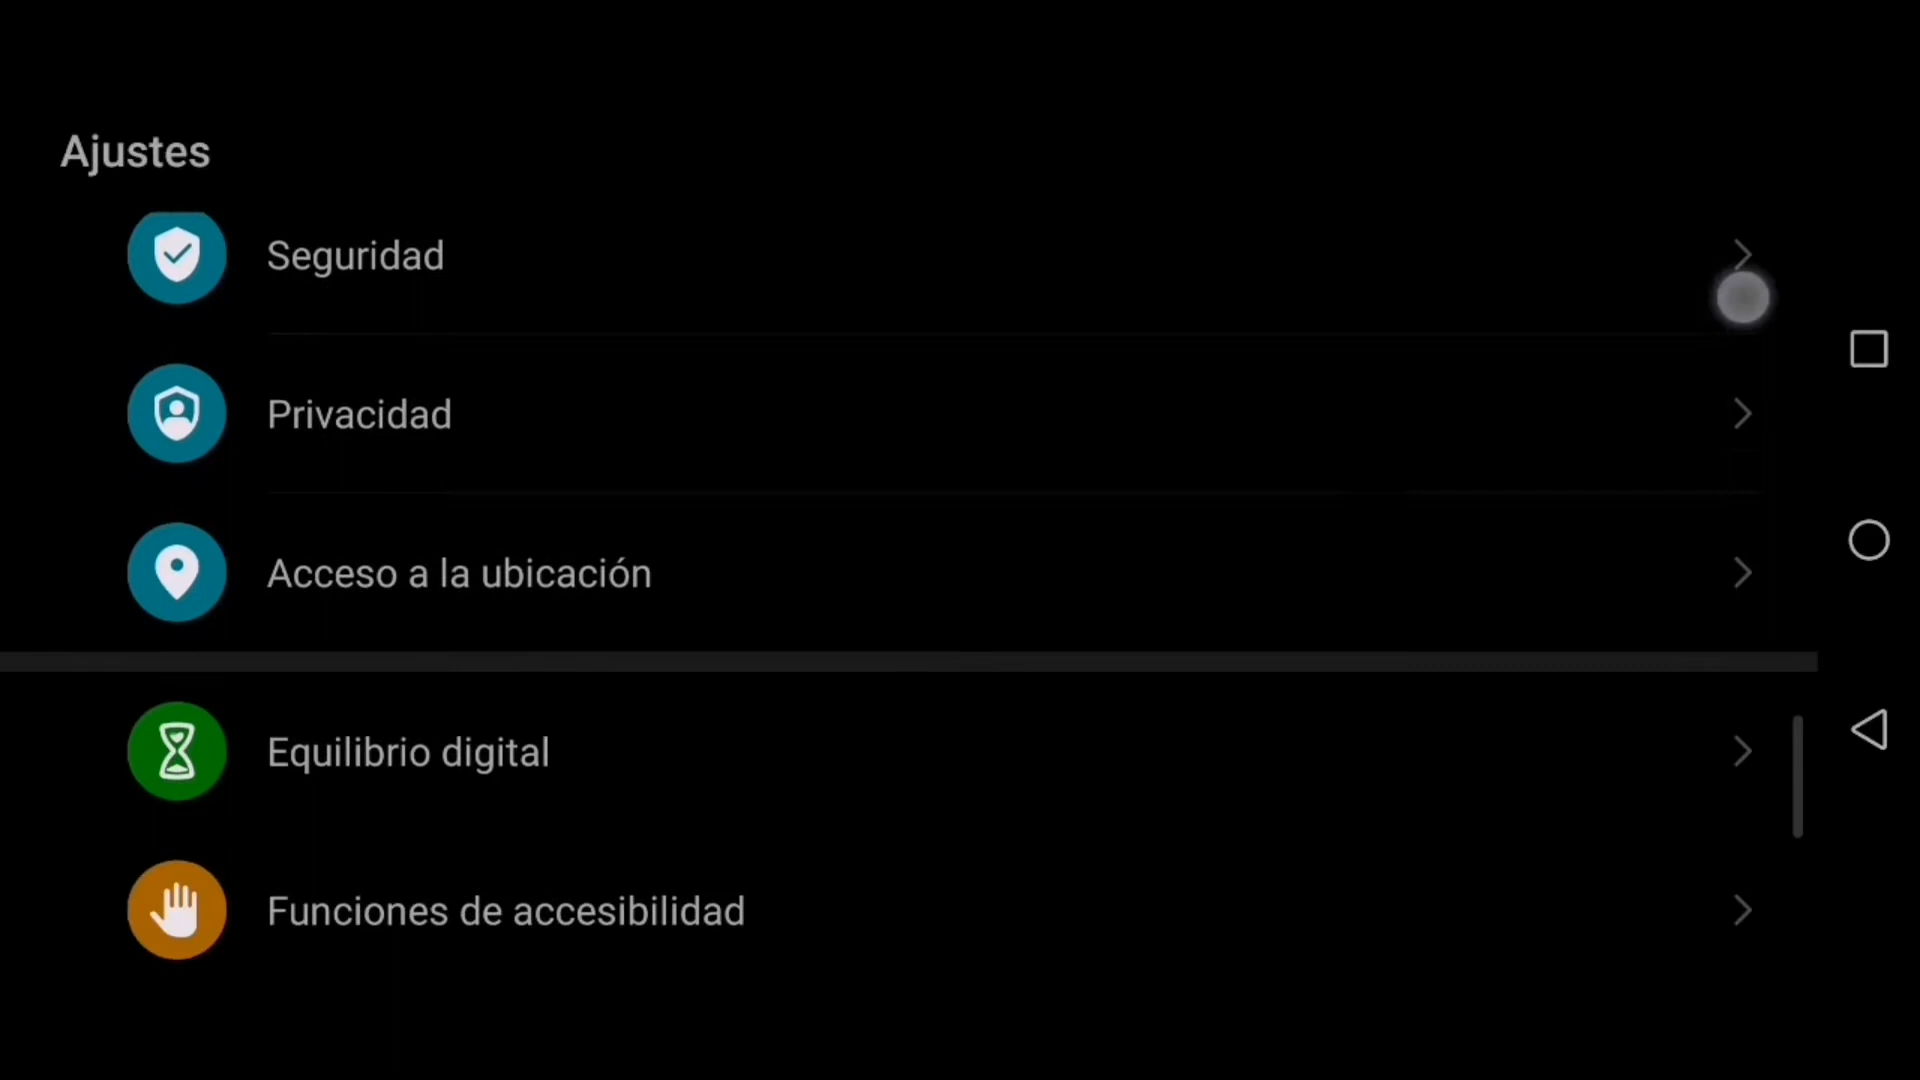 Ajustes
Seguridad
Privacidad
Acceso a la ubicación
Equilibrio digital
Funciones de accesibilidad